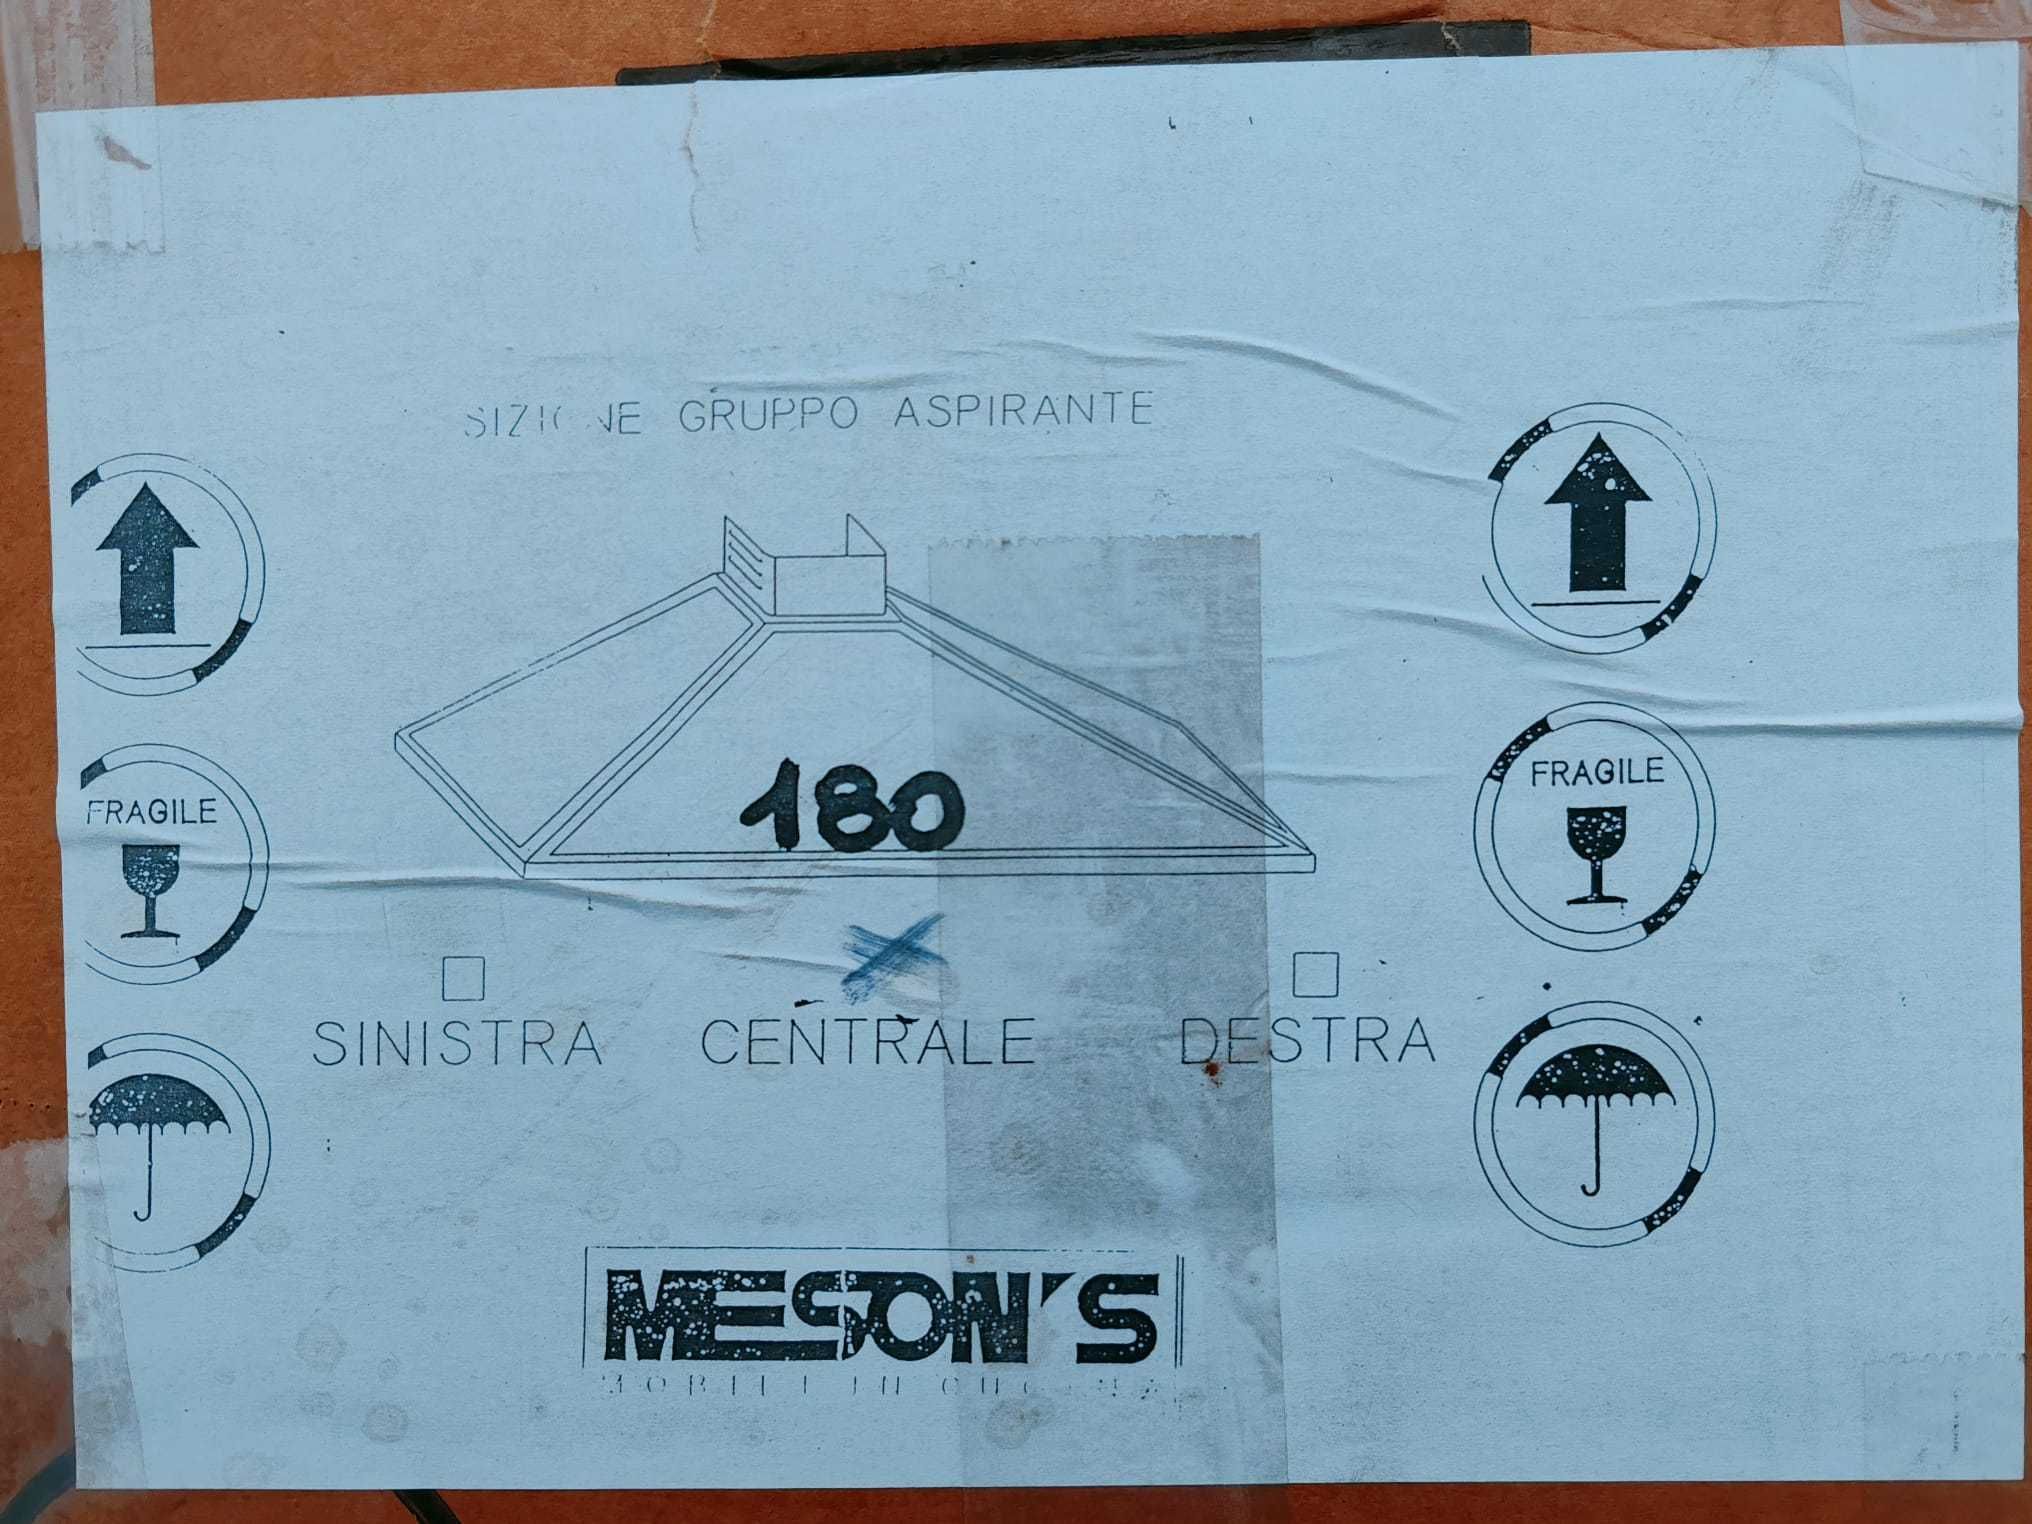 SIZIONE GRUPPO ASPIRANTE
FRAGILE
FRAGILE
180
SINISTRA CENTRALE DESTRA
MESON'S